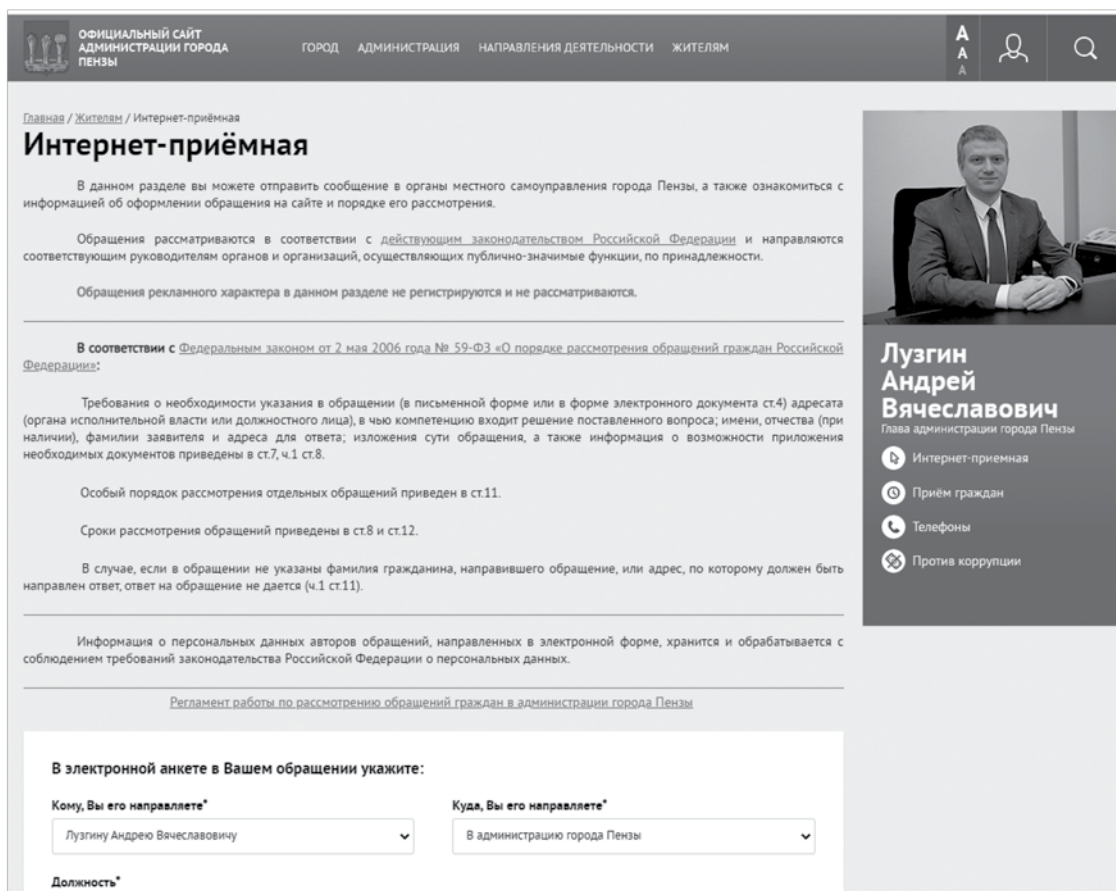 ОФИЦИАЛЬНЫЙ САЙТ
АДМИНИСТРАЦИИ ГОРОДА
ПЕНЗЫ
ГОРОД АДМИНИСТРАЦИЯ НАПРАВЛЕНИЯ ДЕЯТЕЛЬНОСТИ ЖИТЕЛЯМ
А
А
А
Главная / Жителям / Интернет-приёмная
Интернет-приёмная
В данном разделе вы можете отправить сообщение в органы местного самоуправления города Пензы, а также ознакомиться с
информацией об оформлении обращения на сайте и порядке его рассмотрения.
Обращения рассматриваются в соответствии с действующим законодательством Российской Федерации и направляются
соответствующим руководителям органов и организаций, осуществляющих публично-значимые функции, по принадлежности.
Обращения рекламного характера в данном разделе не регистрируются и не рассматриваются.
В соответствии с Федеральным законом от 2 мая 2006 года № 59-ФЗ «О порядке рассмотрения обращений граждан Российской
Федерации»:
Требования о необходимости указания в обращении (в письменной форме или в форме электронного документа ст.4) адресата
(органа исполнительной власти или должностного лица), в чью компетенцию входит решение поставленного вопроса; имени, отчества (при
наличии), фамилии заявителя и адреса для ответа; изложения сути обращения, а также информация о возможности приложения
необходимых документов приведены в ст.7, ч.1 ст.8.
Особый порядок рассмотрения отдельных обращений приведен в ст.11.
Сроки рассмотрения обращений приведены в ст.8 и ст.12.
В случае, если в обращении не указаны фамилия гражданина, направившего обращение, или адрес, по которому должен быть
направлен ответ, ответ на обращение не дается (ч.1 ст.11).
Информация о персональных данных авторов обращений, направленных в электронной форме, хранится и обрабатывается с
соблюдением требований законодательства Российской Федерации о персональных данных.
Регламент работы по рассмотрению обращений граждан в администрации города Пензы
В электронной анкете в Вашем обращении укажите:
Кому, Вы его направляете*
Лузгину Андрею Вячеславовичу
Куда, Вы его направляете*
В администрацию города Пензы
Должность*
Лузгин
Андрей
Вячеславович
Глава администрации города Пензы
Интернет-приемная
Приём граждан
Телефоны
Против коррупции